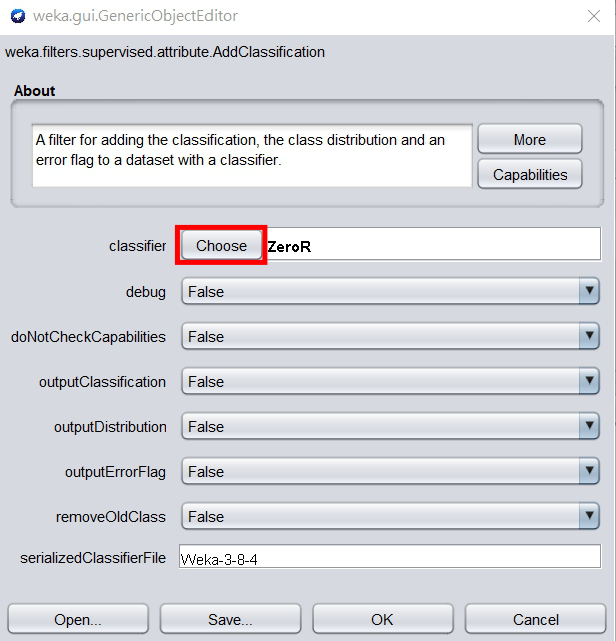 weka.gui.GenericObjectEditor
weka.filters.supervised.attribute.AddClassification
About
A filter for adding the classification, the class distribution and an
error flag to a dataset with a classifier.
More
Capabilities
classifier Choose ZeroR
debug False
doNotCheckCapabilities False
outputClassification False
outputDistribution False
outputErrorFlag False
removeOldClass False
serializedClassifierFile Weka-3-8-4
Open... Save... OK Cancel